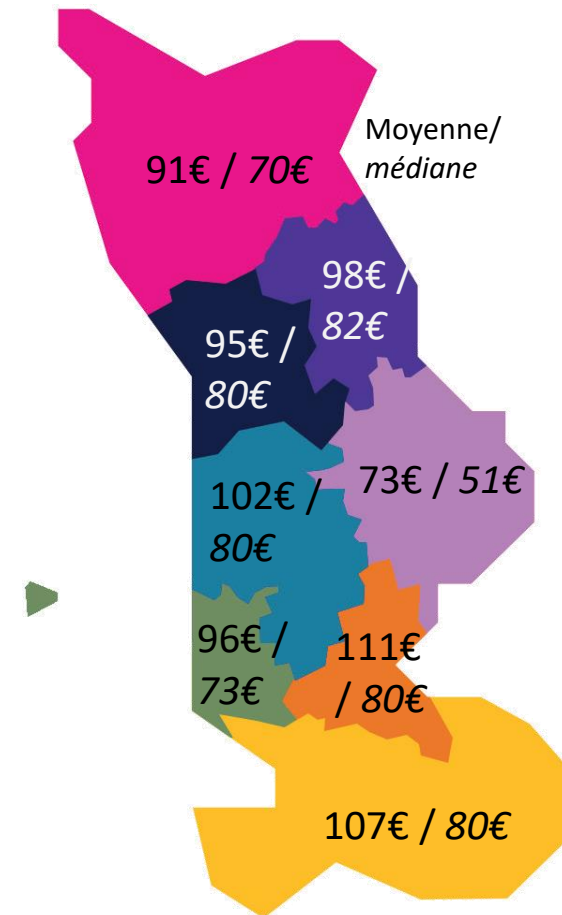 Moyenne/
médiane
91€ / 70€
98€ /
82€
95€ /
80€
73€ / 51€
102€ /
80€
96€ /
73€
111€
/ 80€
107€ / 80€